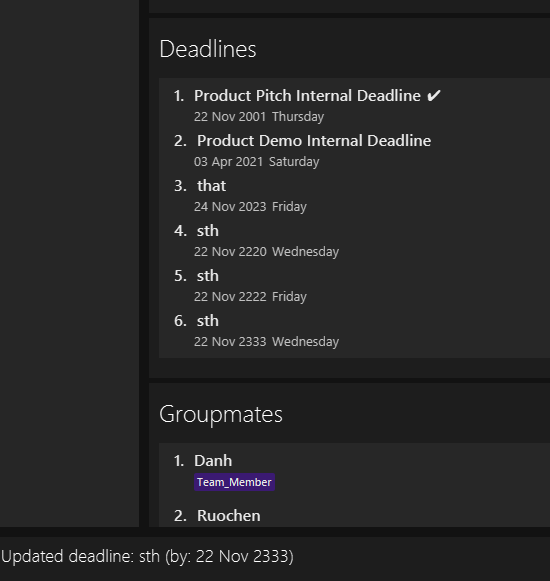 Deadlines
1. Product Pitch Internal Deadline ✔
22 Nov 2001 Thursday
2. Product Demo Internal Deadline
03 Apr 2021 Saturday
3. that
24 Nov 2023 Friday
4. sth
22 Nov 2220 Wednesday
5. sth
22 Nov 2222 Friday
6. sth
22 Nov 2333 Wednesday
Groupmates
1. Danh
Team_Member
2. Ruochen
Updated deadline: sth (by: 22 Nov 2333)